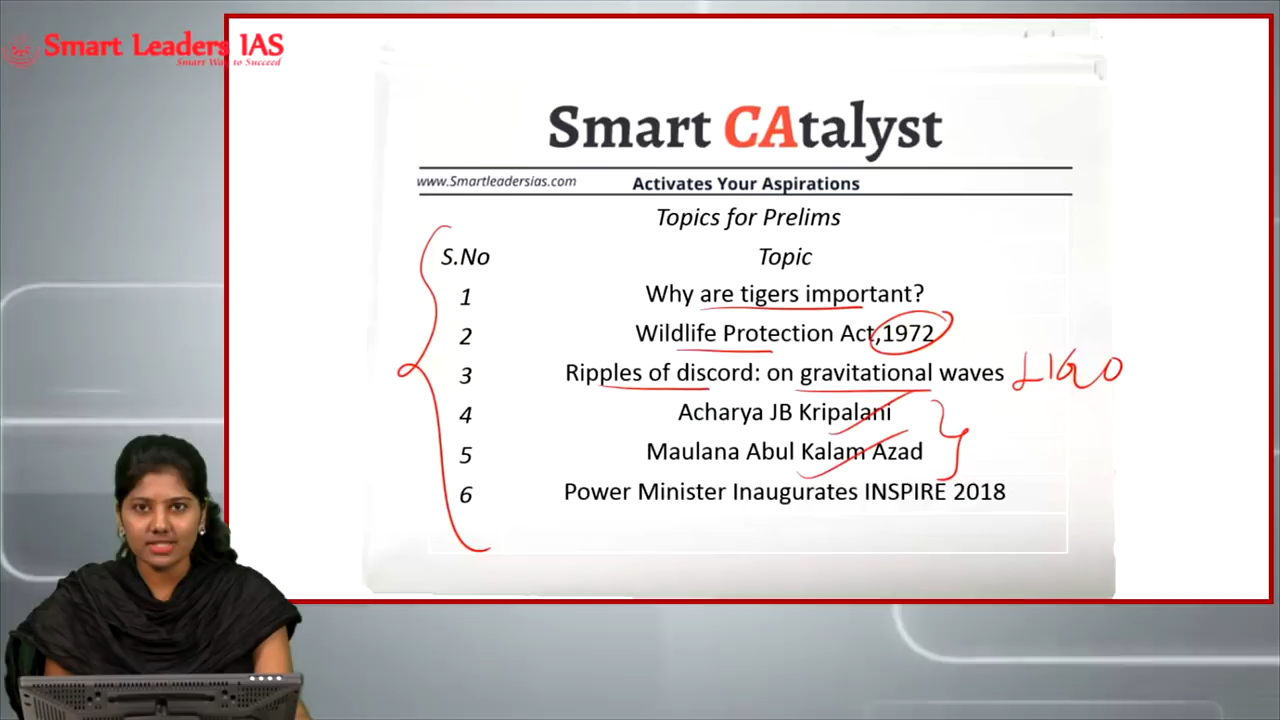 Smart Leaders IAS
Smart Way to Succeed
Smart CAtalyst
www.Smartleadersias.com Activates Your Aspirations
Topics for Prelims
S.No Topic
1 Why are tigers important?
2 Wildlife Protection Act,1972
3 Ripples of discord: on gravitational waves LIGO
4 Acharya JB Kripalani
5 Maulana Abul Kalam Azad
6 Power Minister Inaugurates INSPIRE 2018